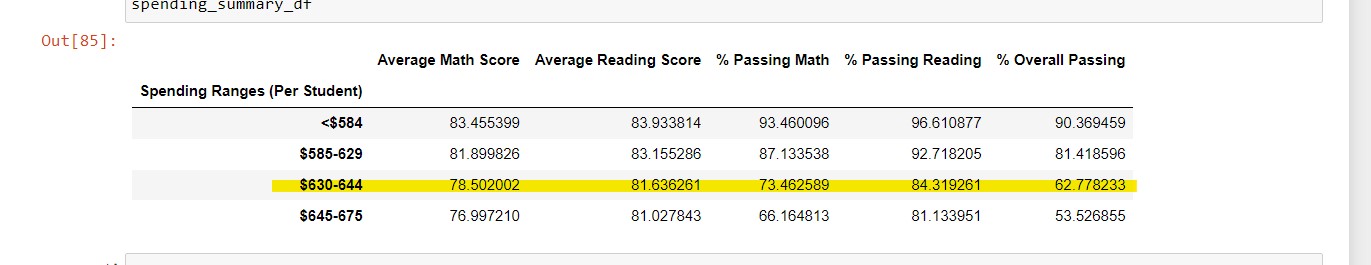 spending_summary_df
Out[85]:
Average Math Score Average Reading Score % Passing Math % Passing Reading % Overall Passing
Spending Ranges (Per Student)
<$584 83.455399 83.933814 93.460096 96.610877 90.369459
$585-629 81.899826 83.155286 87.133538 92.718205 81.418596
$630-644 78.502002 81.636261 73.462589 84.319261 62.778233
$645-675 76.997210 81.027843 66.164813 81.133951 53.526855